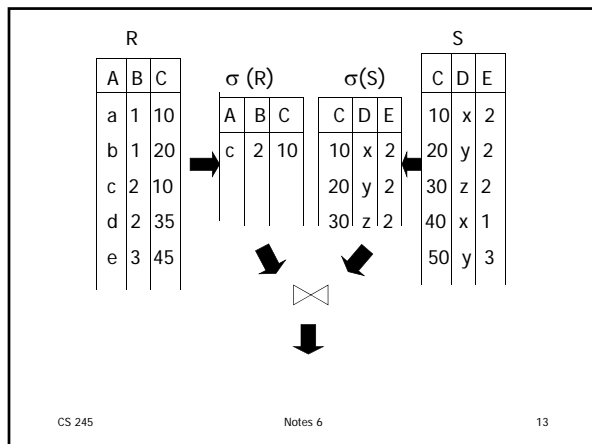 R S
σ (R) σ(S)
A B C
a 1 10
b 1 20
c 2 10
d 2 35
e 3 45
A B C
c 2 10
C D E
10 x 2
20 y 2
30 z 2
C D E
10 x 2
20 y 2
30 z 2
40 x 1
50 y 3
CS 245 Notes 6 13